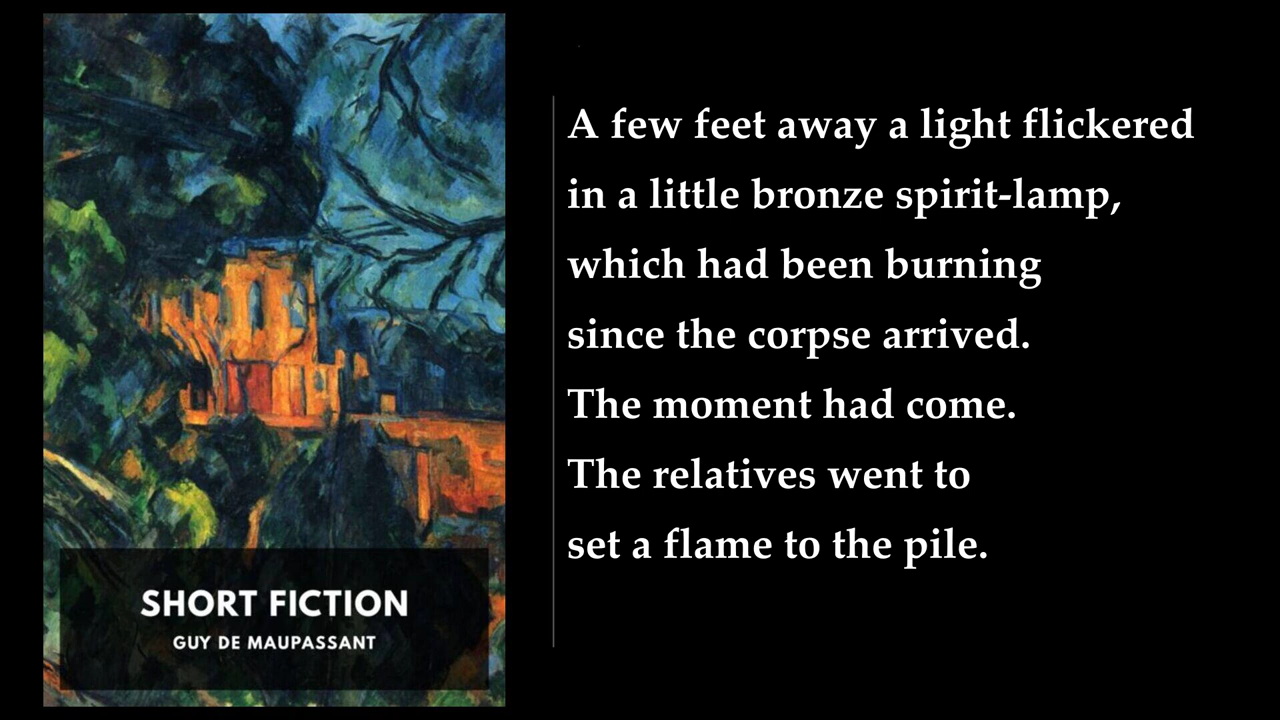 SHORT FICTION
GUY DE MAUPASSANT
A few feet away a light flickered
in a little bronze spirit-lamp,
which had been burning
since the corpse arrived.
The moment had come.
The relatives went to
set a flame to the pile.